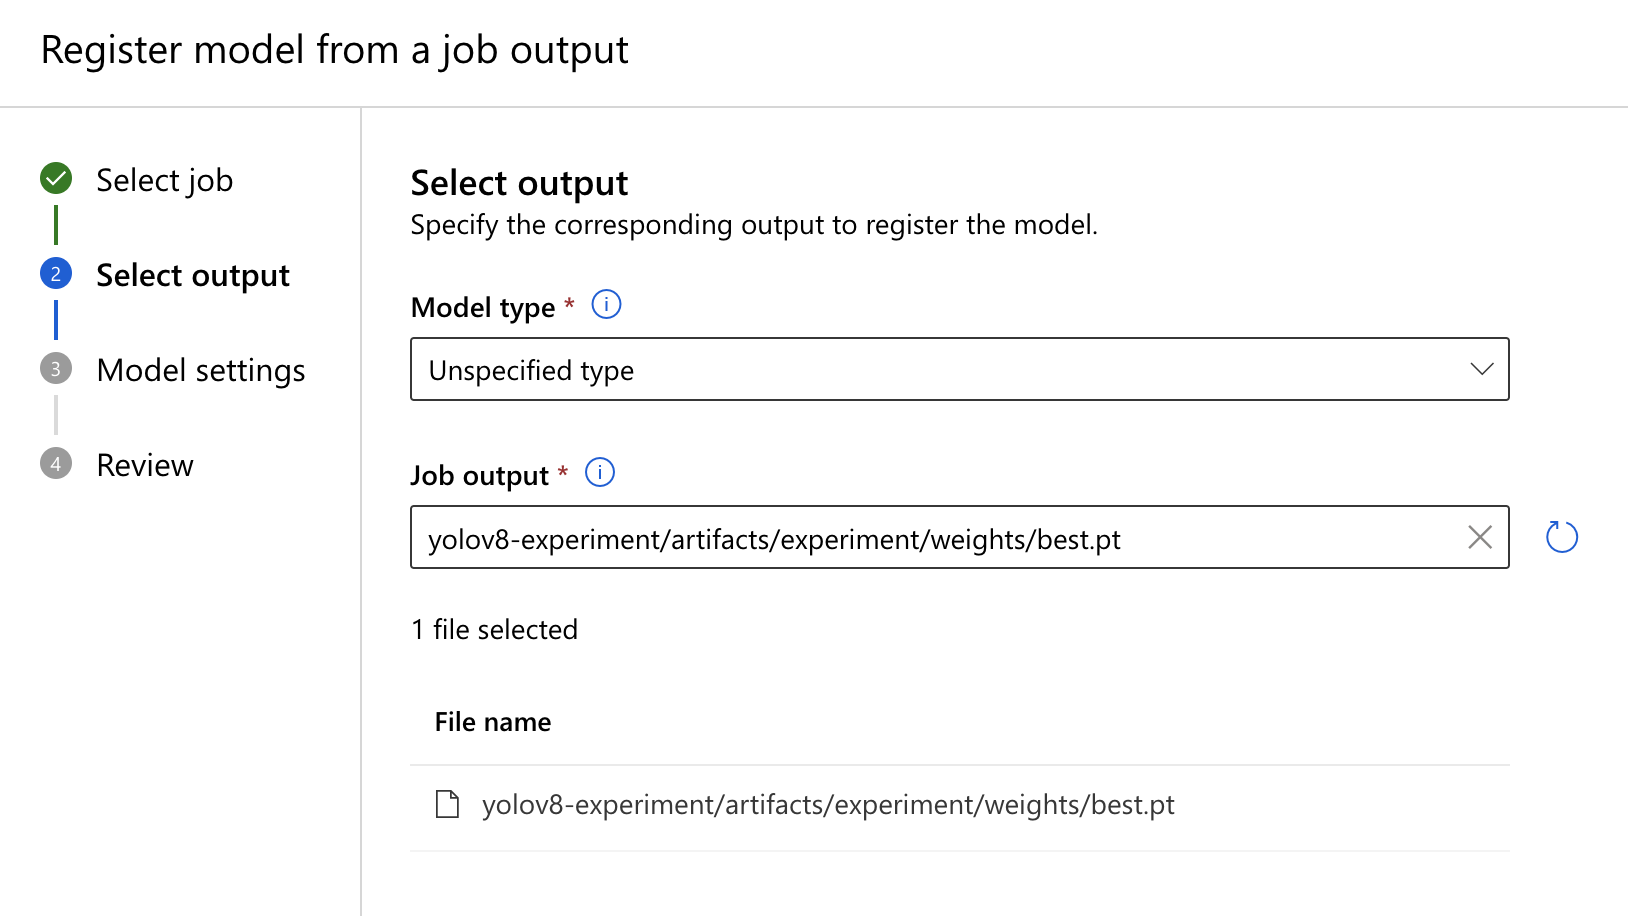 Register model from a job output
Select job
2 Select output
3 Model settings
4 Review
Select output
Specify the corresponding output to register the model.
Model type * i
Unspecified type
Job output * i
yolov8-experiment/artifacts/experiment/weights/best.pt
1 file selected
File name
yolov8-experiment/artifacts/experiment/weights/best.pt